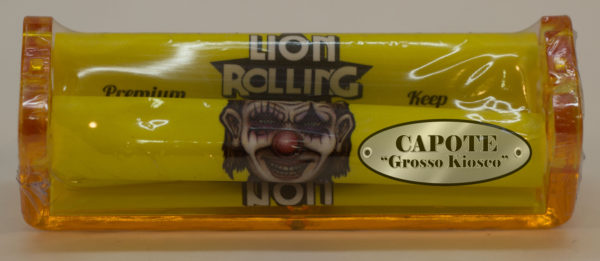 LION
ROLLING
Premium
Keep
CAPOTE
"Grosso Kiosco"
LION